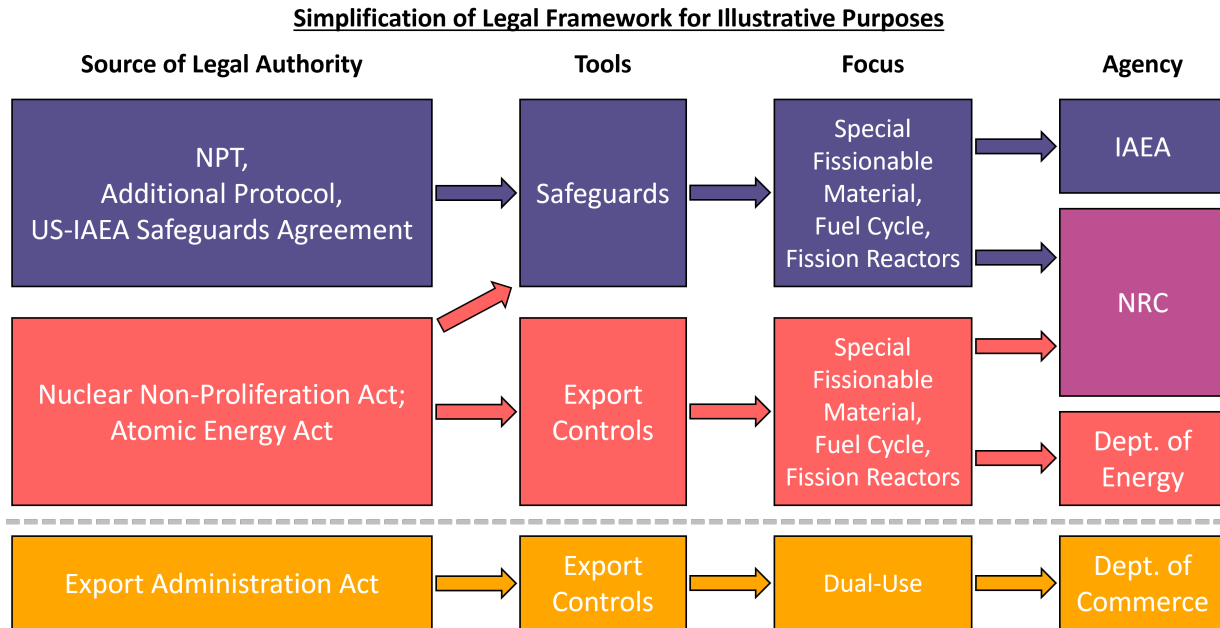 Simplification of Legal Framework for Illustrative Purposes
Source of Legal Authority
Tools
Focus
Agency
NPT,
Additional Protocol,
US-IAEA Safeguards Agreement
Safeguards
Special
Fissionable
Material,
Fuel Cycle,
Fission Reactors
IAEA
NRC
Nuclear Non-Proliferation Act;
Atomic Energy Act
Export
Controls
Special
Fissionable
Material,
Fuel Cycle,
Fission Reactors
Dept. of
Energy
Export Administration Act
Export
Controls
Dual-Use
Dept. of
Commerce